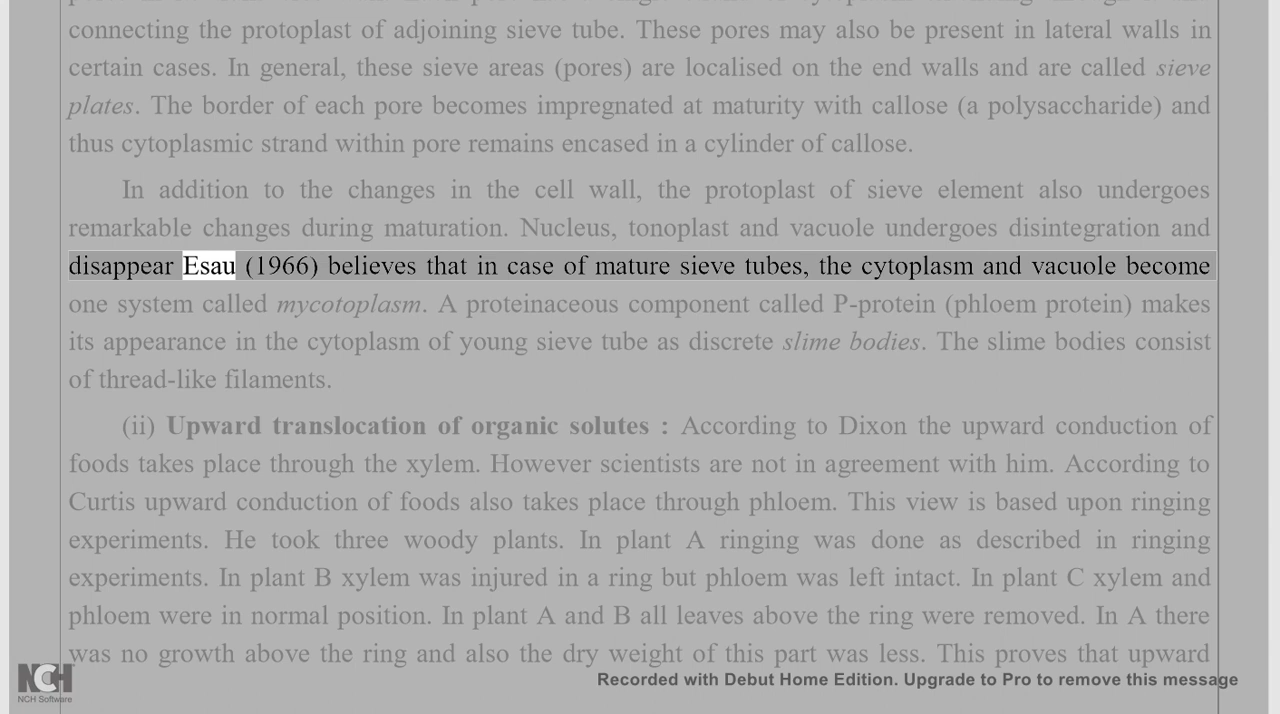 connecting the protoplast of adjoining sieve tube. These pores may also be present in lateral walls in
certain cases. In general, these sieve areas (pores) are localised on the end walls and are called sieve
plates. The border of each pore becomes impregnated at maturity with callose (a polysaccharide) and
thus cytoplasmic strand within pore remains encased in a cylinder of callose.
In addition to the changes in the cell wall, the protoplast of sieve element also undergoes
remarkable changes during maturation. Nucleus, tonoplast and vacuole undergoes disintegration and
disappear Esau (1966) believes that in case of mature sieve tubes, the cytoplasm and vacuole become
one system called mycotoplasm. A proteinaceous component called P-protein (phloem protein) makes
its appearance in the cytoplasm of young sieve tube as discrete slime bodies. The slime bodies consist
of thread-like filaments.
(ii) Upward translocation of organic solutes : According to Dixon the upward conduction of
foods takes place through the xylem. However scientists are not in agreement with him. According to
Curtis upward conduction of foods also takes place through phloem. This view is based upon ringing
experiments. He took three woody plants. In plant A ringing was done as described in ringing
experiments. In plant B xylem was injured in a ring but phloem was left intact. In plant C xylem and
phloem were in normal position. In plant A and B all leaves above the ring were removed. In A there
was no growth above the ring and also the dry weight of this part was less. This proves that upward
NCH
NCH Software
Recorded with Debut Home Edition. Upgrade to Pro to remove this message